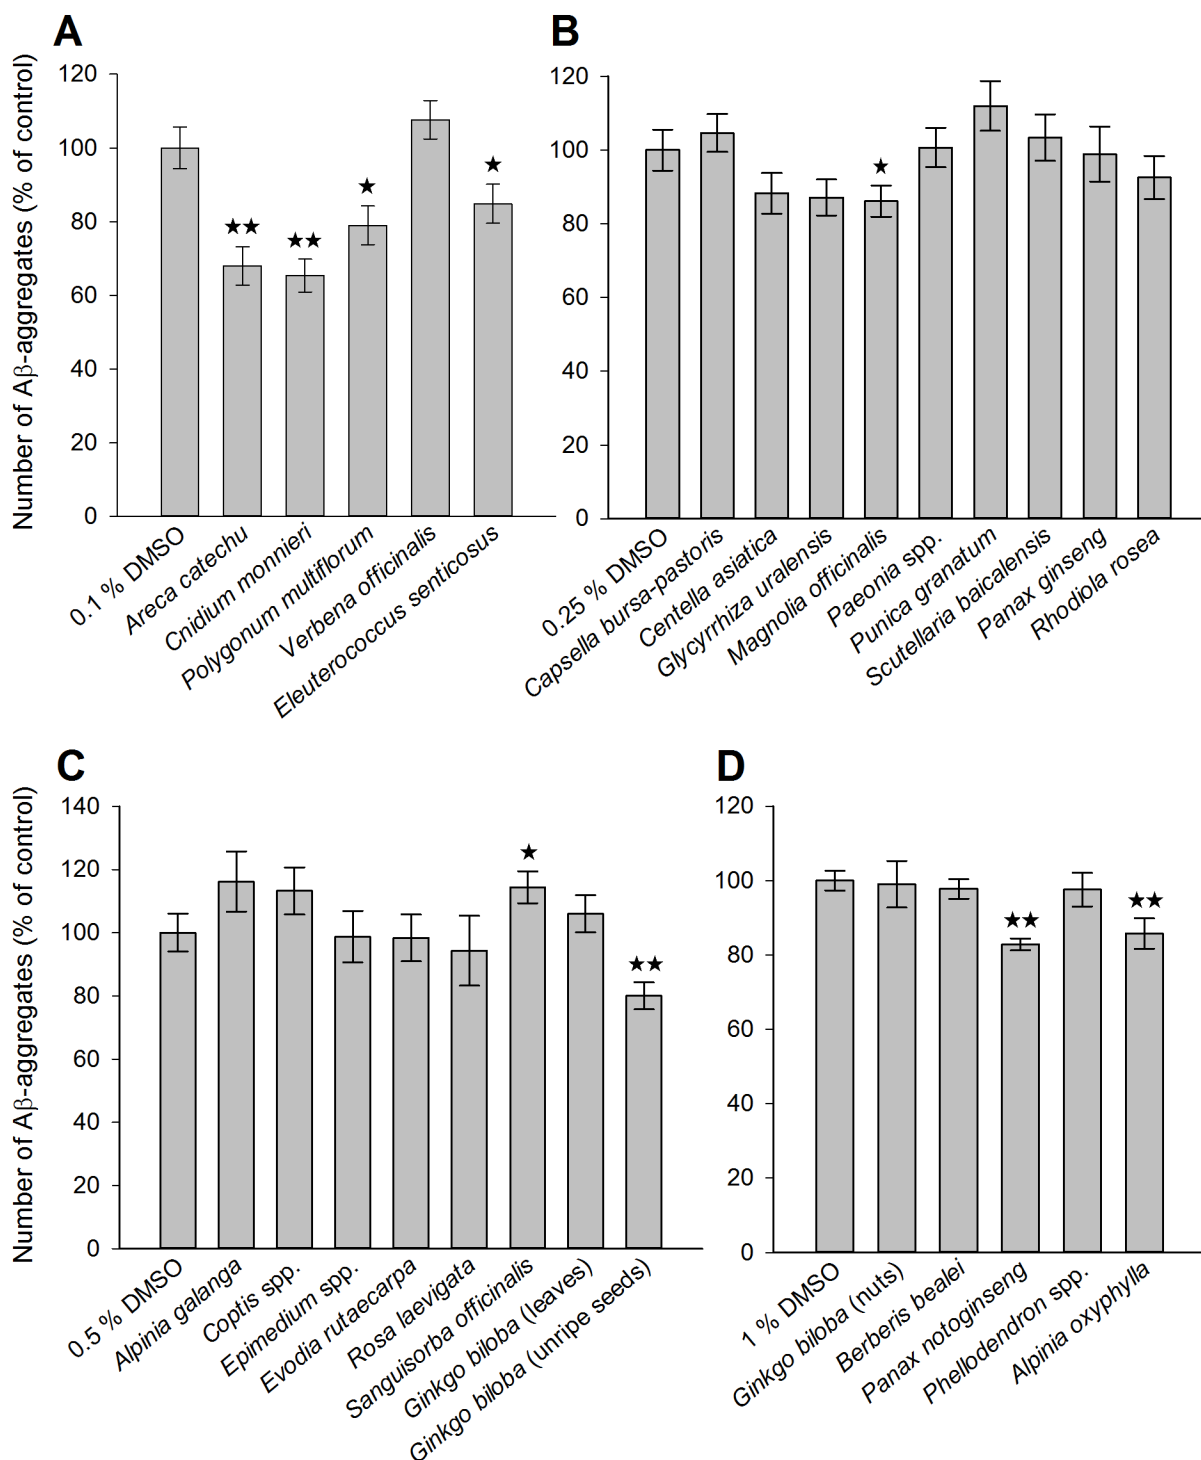 A
Number of Aβ-aggregates (% of control)
120
100
80
60
40
20
0
★★
★★
★
★
0.1 % DMSO
Areca catechu
Cnidium monnieri
Polygonum multiflorum
Verbena officinalis
Eleuterococcus senticosus
B
120
100
80
60
40
20
0
★
0.25 % DMSO
Capsella bursa-pastoris
Centella asiatica
Glycyrrhiza uralensis
Magnolia officinalis
Paeonia spp.
Punica granatum
Scutellaria baicalensis
Panax ginseng
Rhodiola rosea
C
Number of Aβ-aggregates (% of control)
140
120
100
80
60
40
20
0
★
★★
0.5 % DMSO
Alpinia galanga
Coptis spp.
Epimedium spp.
Evodia rutaecarpa
Rosa laevigata
Sanguisorba officinalis
Ginkgo biloba (leaves)
Ginkgo biloba (unripe seeds)
D
120
100
80
60
40
20
0
★★
★★
1 % DMSO
Ginkgo biloba (nuts)
Berberis bealei
Panax notoginseng
Phellodendron spp.
Alpinia oxyphylla